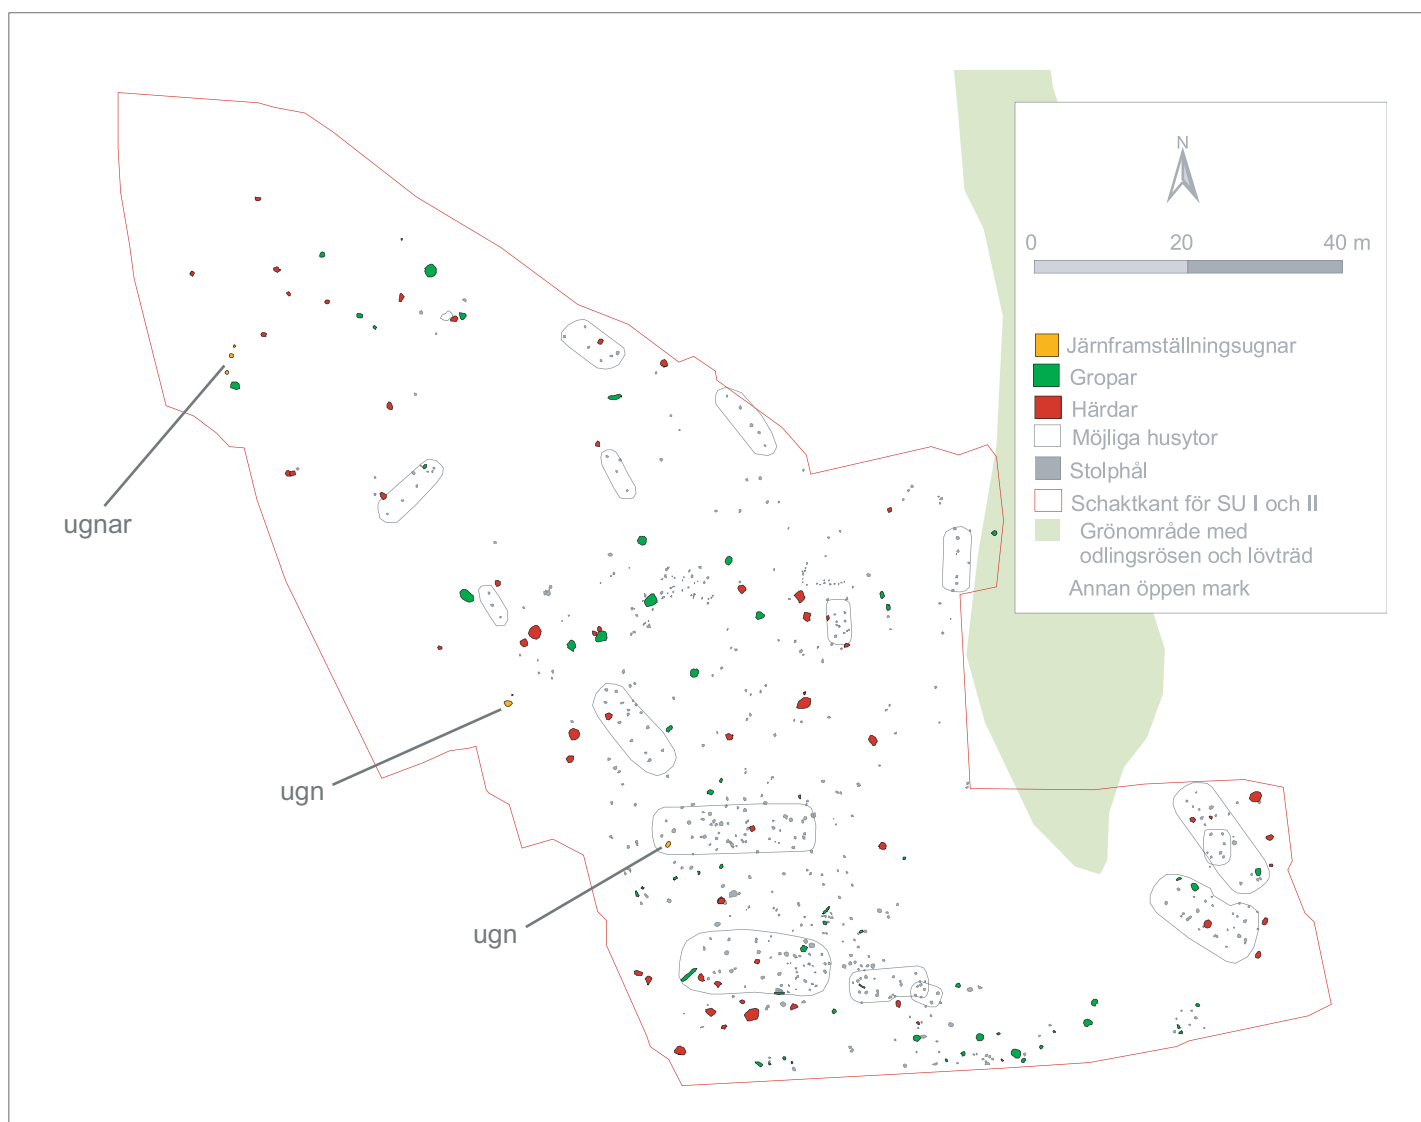 N
0 20 40 m
Järnframställningsugnar
Gropar
Härdar
Möjliga husytor
Stolphål
Schaktkant för SU I och II
Grönområde med
odlingsrösen och lövträd
Annan öppen mark
ugnar
ugn
ugn